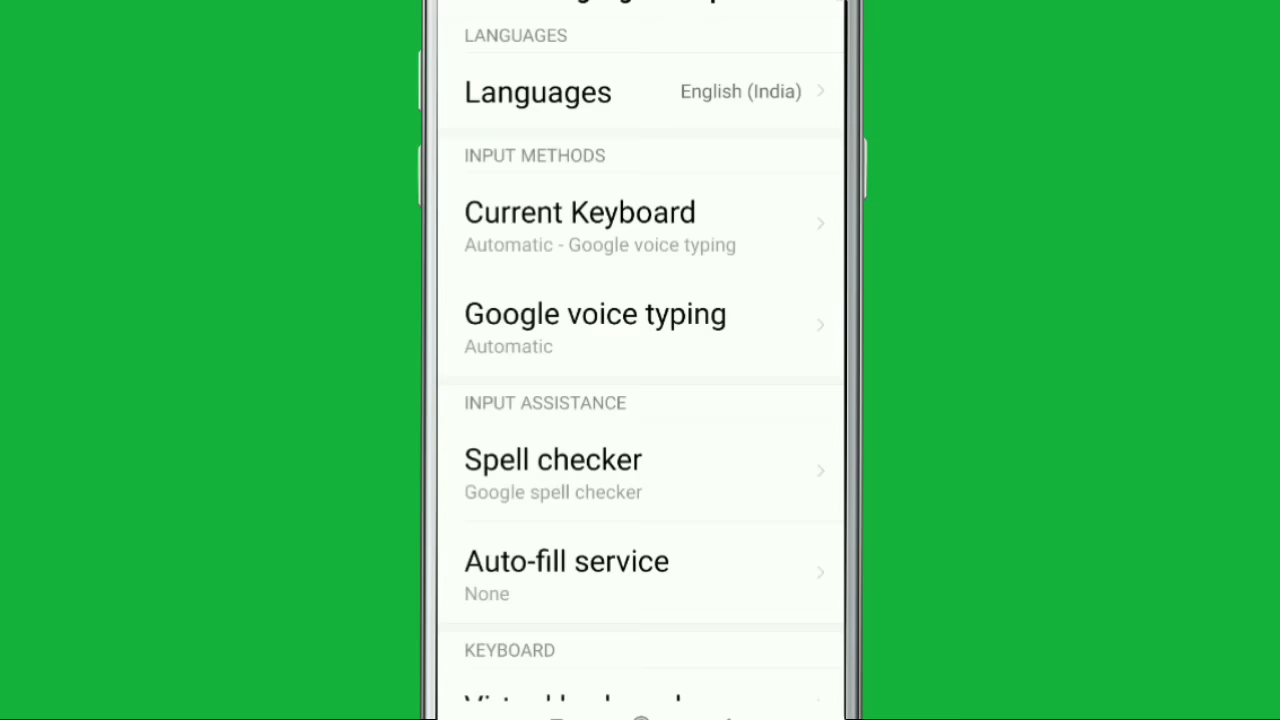 LANGUAGES
Languages English (India)
INPUT METHODS
Current Keyboard
Automatic - Google voice typing
Google voice typing
Automatic
INPUT ASSISTANCE
Spell checker
Google spell checker
Auto-fill service
None
KEYBOARD